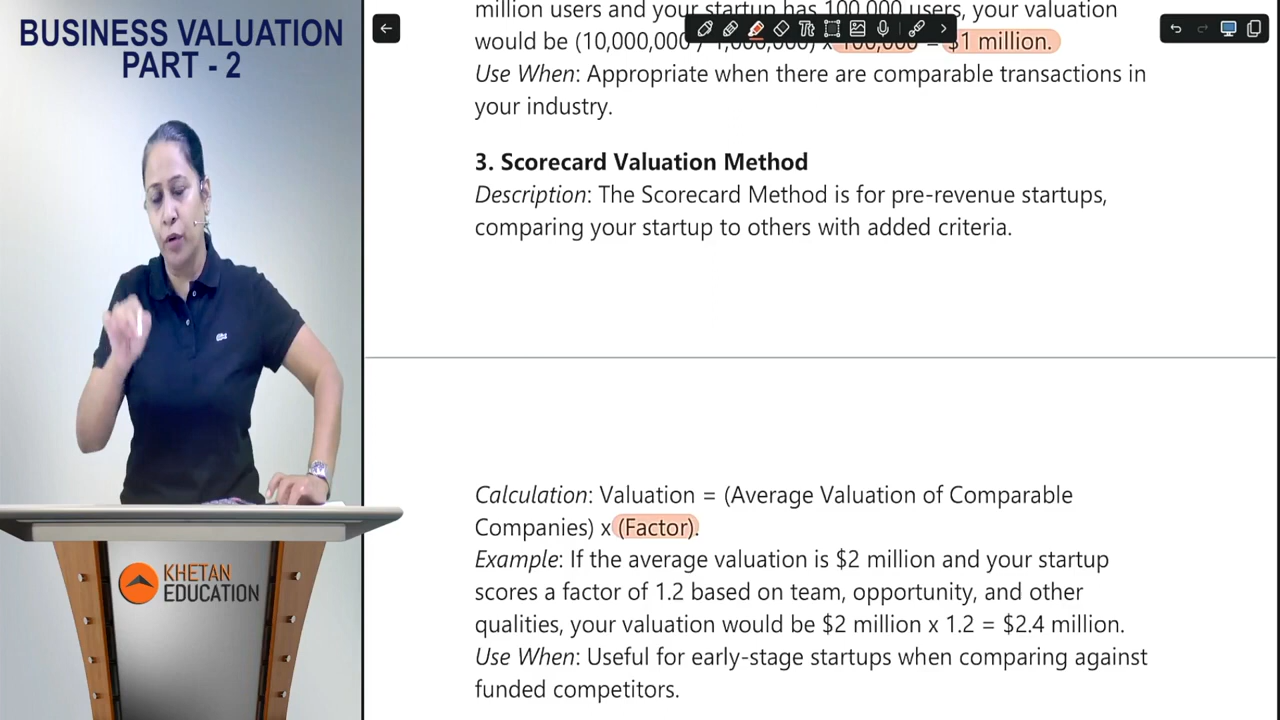 BUSINESS VALUATION
PART - 2
KHETAN
EDUCATION
million users and your startup has 100,000 users, your valuation
would be (10,000,000 / 1,000,000) x 100,000 = $1 million.
Use When: Appropriate when there are comparable transactions in
your industry.
3. Scorecard Valuation Method
Description: The Scorecard Method is for pre-revenue startups,
comparing your startup to others with added criteria.
Calculation: Valuation = (Average Valuation of Comparable
Companies) x (Factor).
Example: If the average valuation is $2 million and your startup
scores a factor of 1.2 based on team, opportunity, and other
qualities, your valuation would be $2 million x 1.2 = $2.4 million.
Use When: Useful for early-stage startups when comparing against
funded competitors.